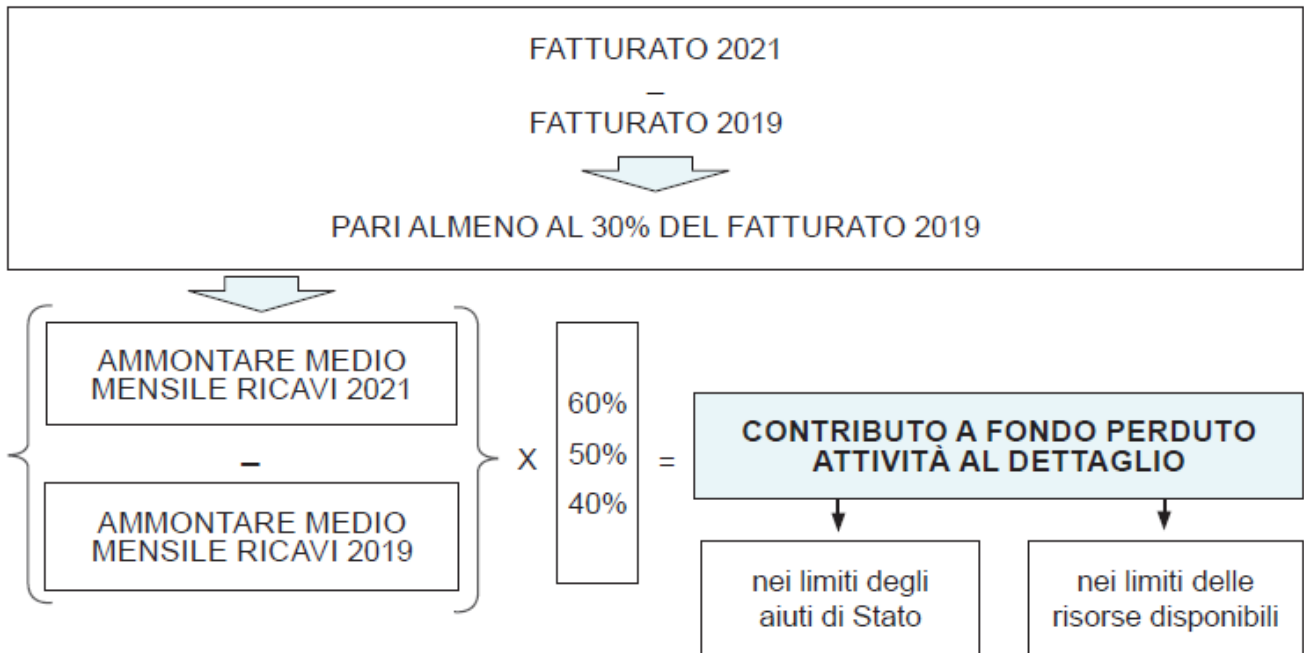 FATTURATO 2021
–
FATTURATO 2019
PARI ALMENO AL 30% DEL FATTURATO 2019
AMMONTARE MEDIO
MENSILE RICAVI 2021
–
AMMONTARE MEDIO
MENSILE RICAVI 2019
X
60%
50%
40%
=
CONTRIBUTO A FONDO PERDUTO
ATTIVITÀ AL DETTAGLIO
nei limiti degli
aiuti di Stato
nei limiti delle
risorse disponibili